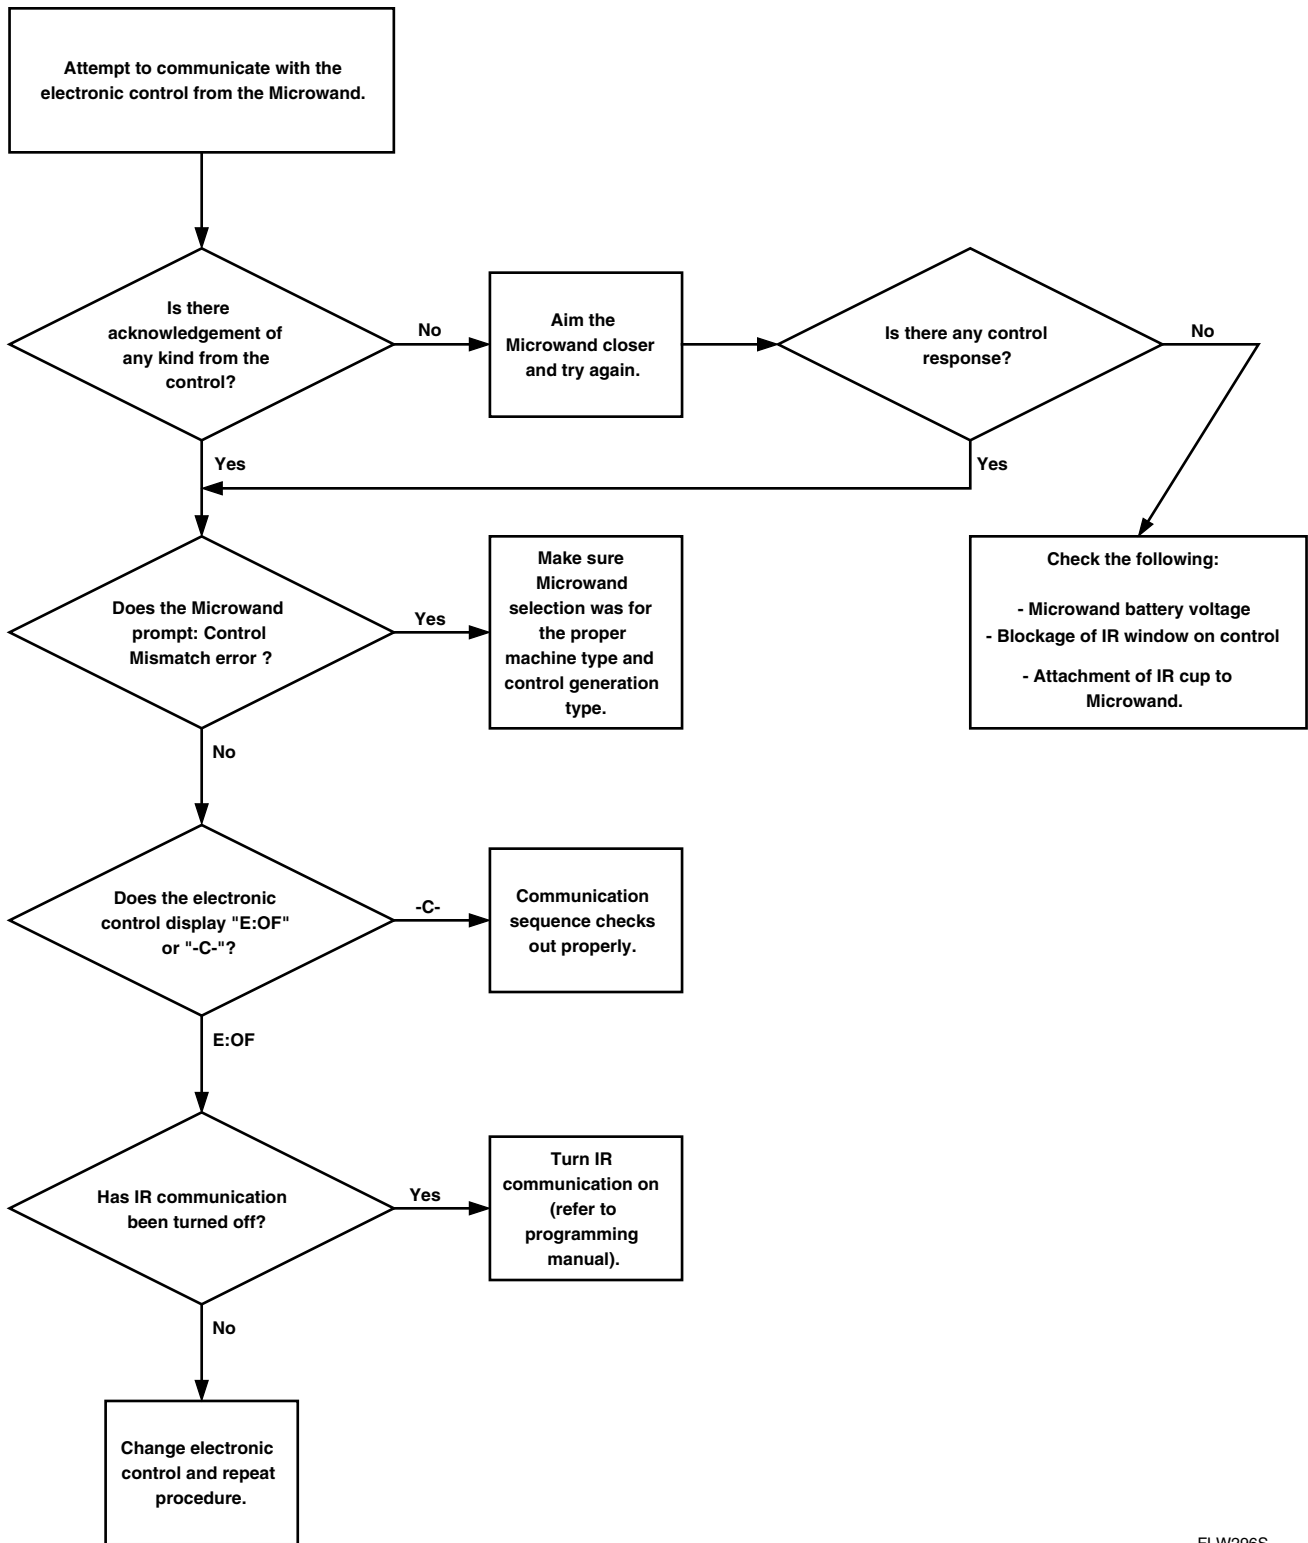 Attempt to communicate with the
electronic control from the Microwand.
Is there
acknowledgement of
any kind from the
control?
No
Aim the
Microwand closer
and try again.
Is there any control
response?
No
Yes
Yes
Does the Microwand
prompt: Control
Mismatch error ?
Yes
Make sure
Microwand
selection was for
the proper
machine type and
control generation
type.
Check the following:
- Microwand battery voltage
- Blockage of IR window on control
- Attachment of IR cup to
Microwand.
No
Does the electronic
control display "E:OF"
or "-C-"?
-C-
Communication
sequence checks
out properly.
E:OF
Has IR communication
been turned off?
Yes
Turn IR
communication on
(refer to
programming
manual).
No
Change electronic
control and repeat
procedure.